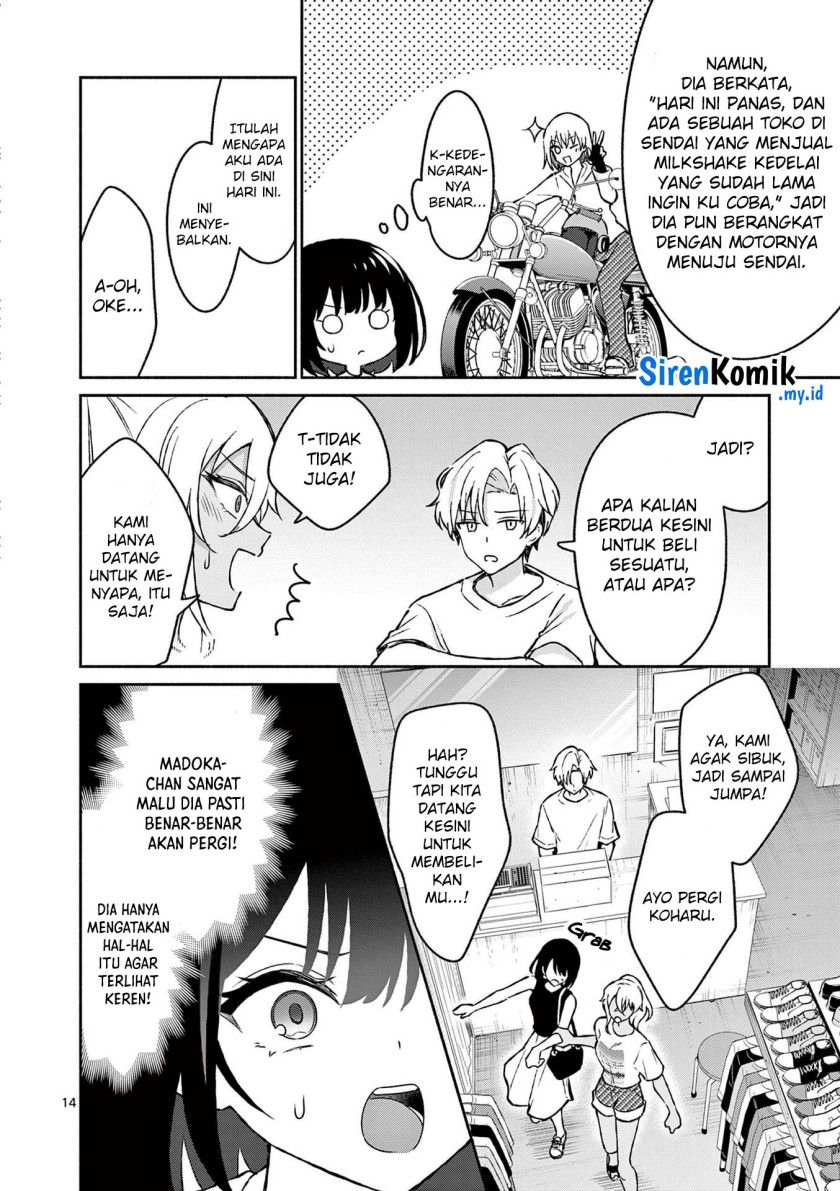 NAMUN,
DIA BERKATA,
"HARI INI PANAS, DAN
ADA SEBUAH TOKO DI
SENDAI YANG MENJUAL
MILKSHAKE KEDELAI
YANG SUDAH LAMA
INGIN KU COBA," JADI
DIA PUN BERANGKAT
DENGAN MOTORNYA
MENUJU SENDAI.
K-KEDE-
NGARAN-
NYA
BENAR...
ITULAH
MENGAPA
AKU ADA
DI SINI
HARI INI.
INI
MENYE-
BALKAN.
A-OH,
OKE...
SirenKomik
.my.id
JADI?
APA KALIAN
BERDUA KESINI
UNTUK BELI
SESUATU,
ATAU APA?
T-TIDAK
TIDAK
JUGA!
KAMI
HANYA
DATANG
UNTUK ME-
NYAPA, ITU
SAJA!
YA, KAMI
AGAK SIBUK,
JADI SAMPAI
JUMPA!
AYO PERGI
KOHARU.
HAH?
TUNGGU
TAPI KITA
DATANG
KESINI
UNTUK
MEMBELI-
KAN
MU...!
Grab
MADOKA-
CHAN SANGAT
MALU DIA PASTI
BENAR-BENAR
AKAN PERGI!
DIA HANYA
MENGATAKAN
HAL-HAL
ITU AGAR
TERLIHAT
KEREN!
14